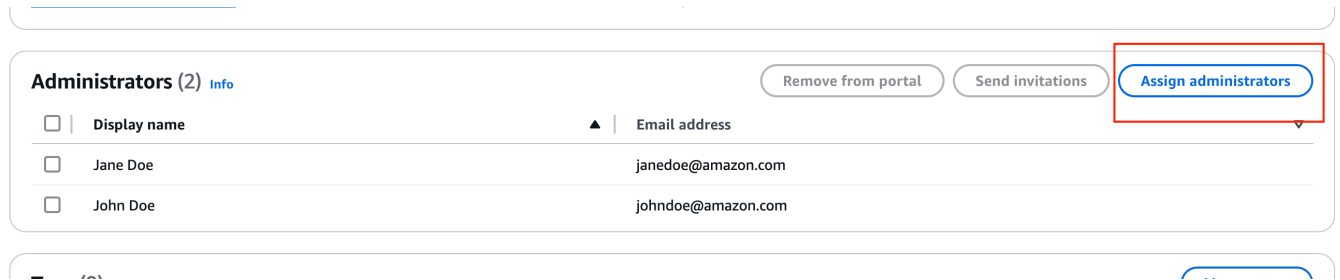 Administrators (2) Info
Remove from portal
Send invitations
Assign administrators
Display name
Email address
Jane Doe
janedoe@amazon.com
John Doe
johndoe@amazon.com